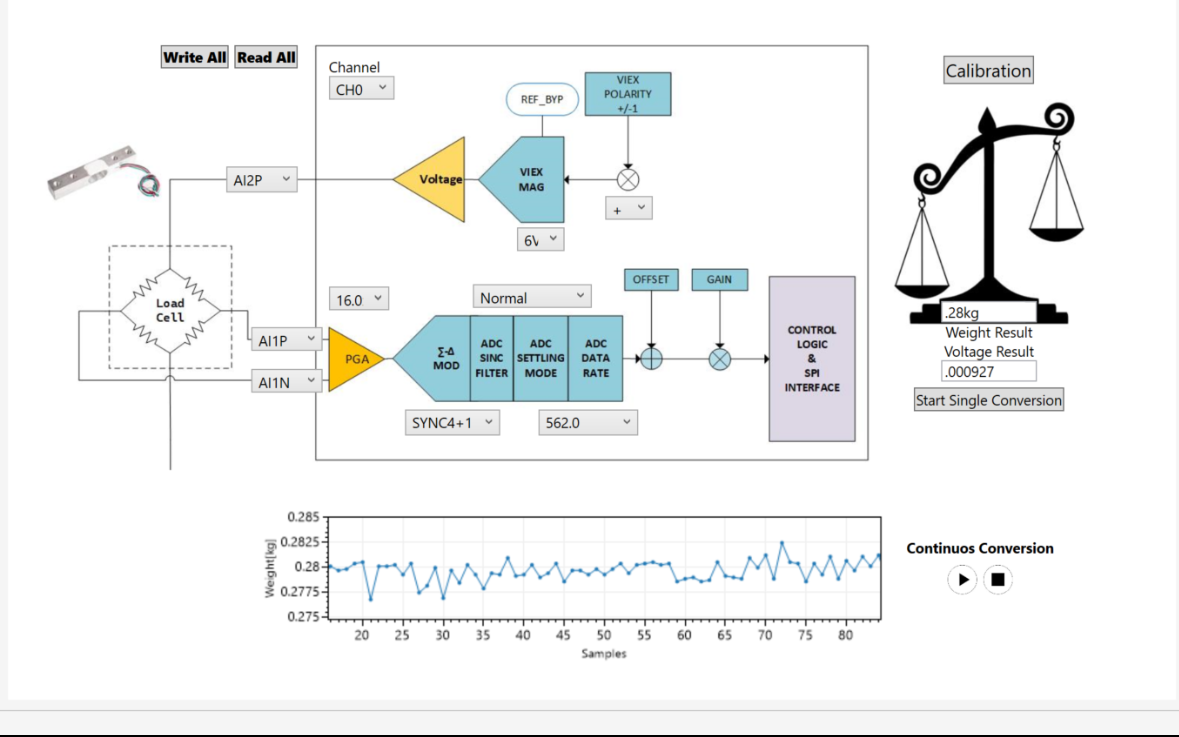 Write All
Read All
Channel
CH0
REF_BYP
VIEX
POLARITY
+/-1
Calibration
AI2P
Voltage
VIEX
MAG
+
6V
Load
Cell
16.0
Normal
OFFSET
GAIN
AI1P
AI1N
PGA
Σ-Δ
MOD
ADC
SINC
FILTER
ADC
SETTLING
MODE
ADC
DATA
RATE
CONTROL
LOGIC
&
SPI
INTERFACE
SYNC4+1
562.0
.28kg
Weight Result
Voltage Result
.000927
Start Single Conversion
Weight[kg]
0.285
0.2825
0.28
0.2775
0.275
20 25 30 35 40 45 50 55 60 65 70 75 80
Samples
Continuos Conversion